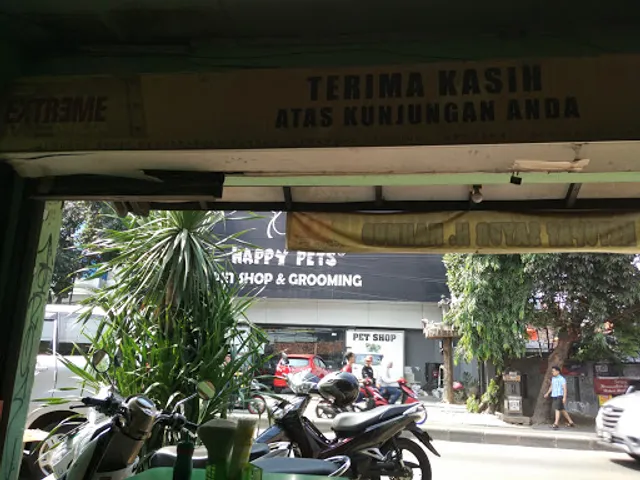 EXTREME
TERIMA KASIH
ATAS KUNJUNGAN ANDA
HAPPY PETS
PET SHOP & GROOMING
PET SHOP